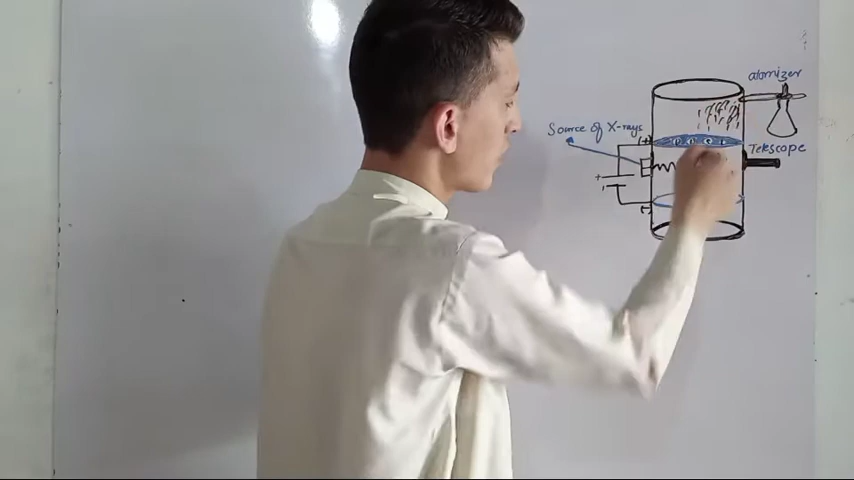 atomizer
Source of X-rays
Telescope
(+)
+
-
(-)